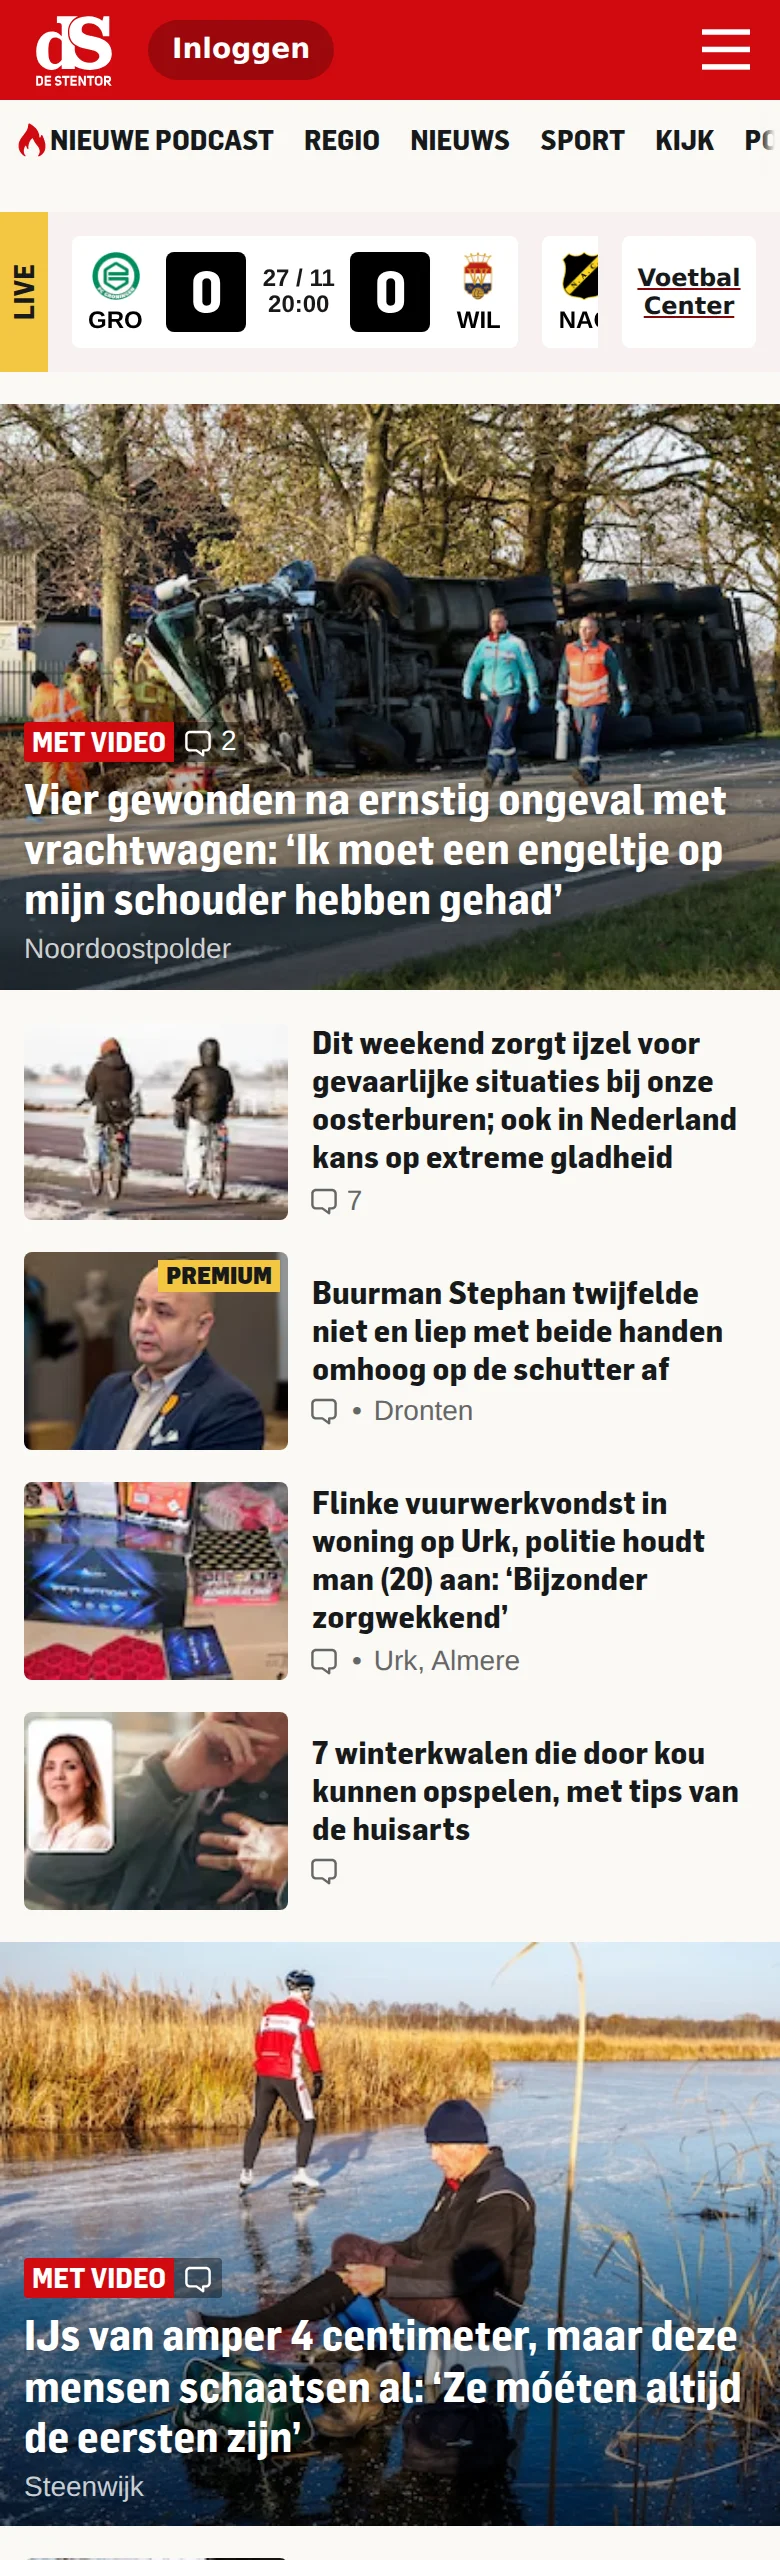 dS
DE STENTOR
Inloggen
NIEUWE PODCAST REGIO NIEUWS SPORT KIJK
LIVE
GRO
0
27 / 11
20:00
0
WIL
NAC
Voetbal
Center
MET VIDEO 2
Vier gewonden na ernstig ongeval met
vrachtwagen: ‘Ik moet een engeltje op
mijn schouder hebben gehad’
Noordoostpolder
Dit weekend zorgt ijzel voor
gevaarlijke situaties bij onze
oosterburen; ook in Nederland
kans op extreme gladheid
7
PREMIUM
Buurman Stephan twijfelde
niet en liep met beide handen
omhoog op de schutter af
• Dronten
Flinke vuurwerkvondst in
woning op Urk, politie houdt
man (20) aan: ‘Bijzonder
zorgwekkend’
• Urk, Almere
7 winterkwalen die door kou
kunnen opspelen, met tips van
de huisarts
MET VIDEO
IJs van amper 4 centimeter, maar deze
mensen schaatsen al: ‘Ze móéten altijd
de eersten zijn’
Steenwijk